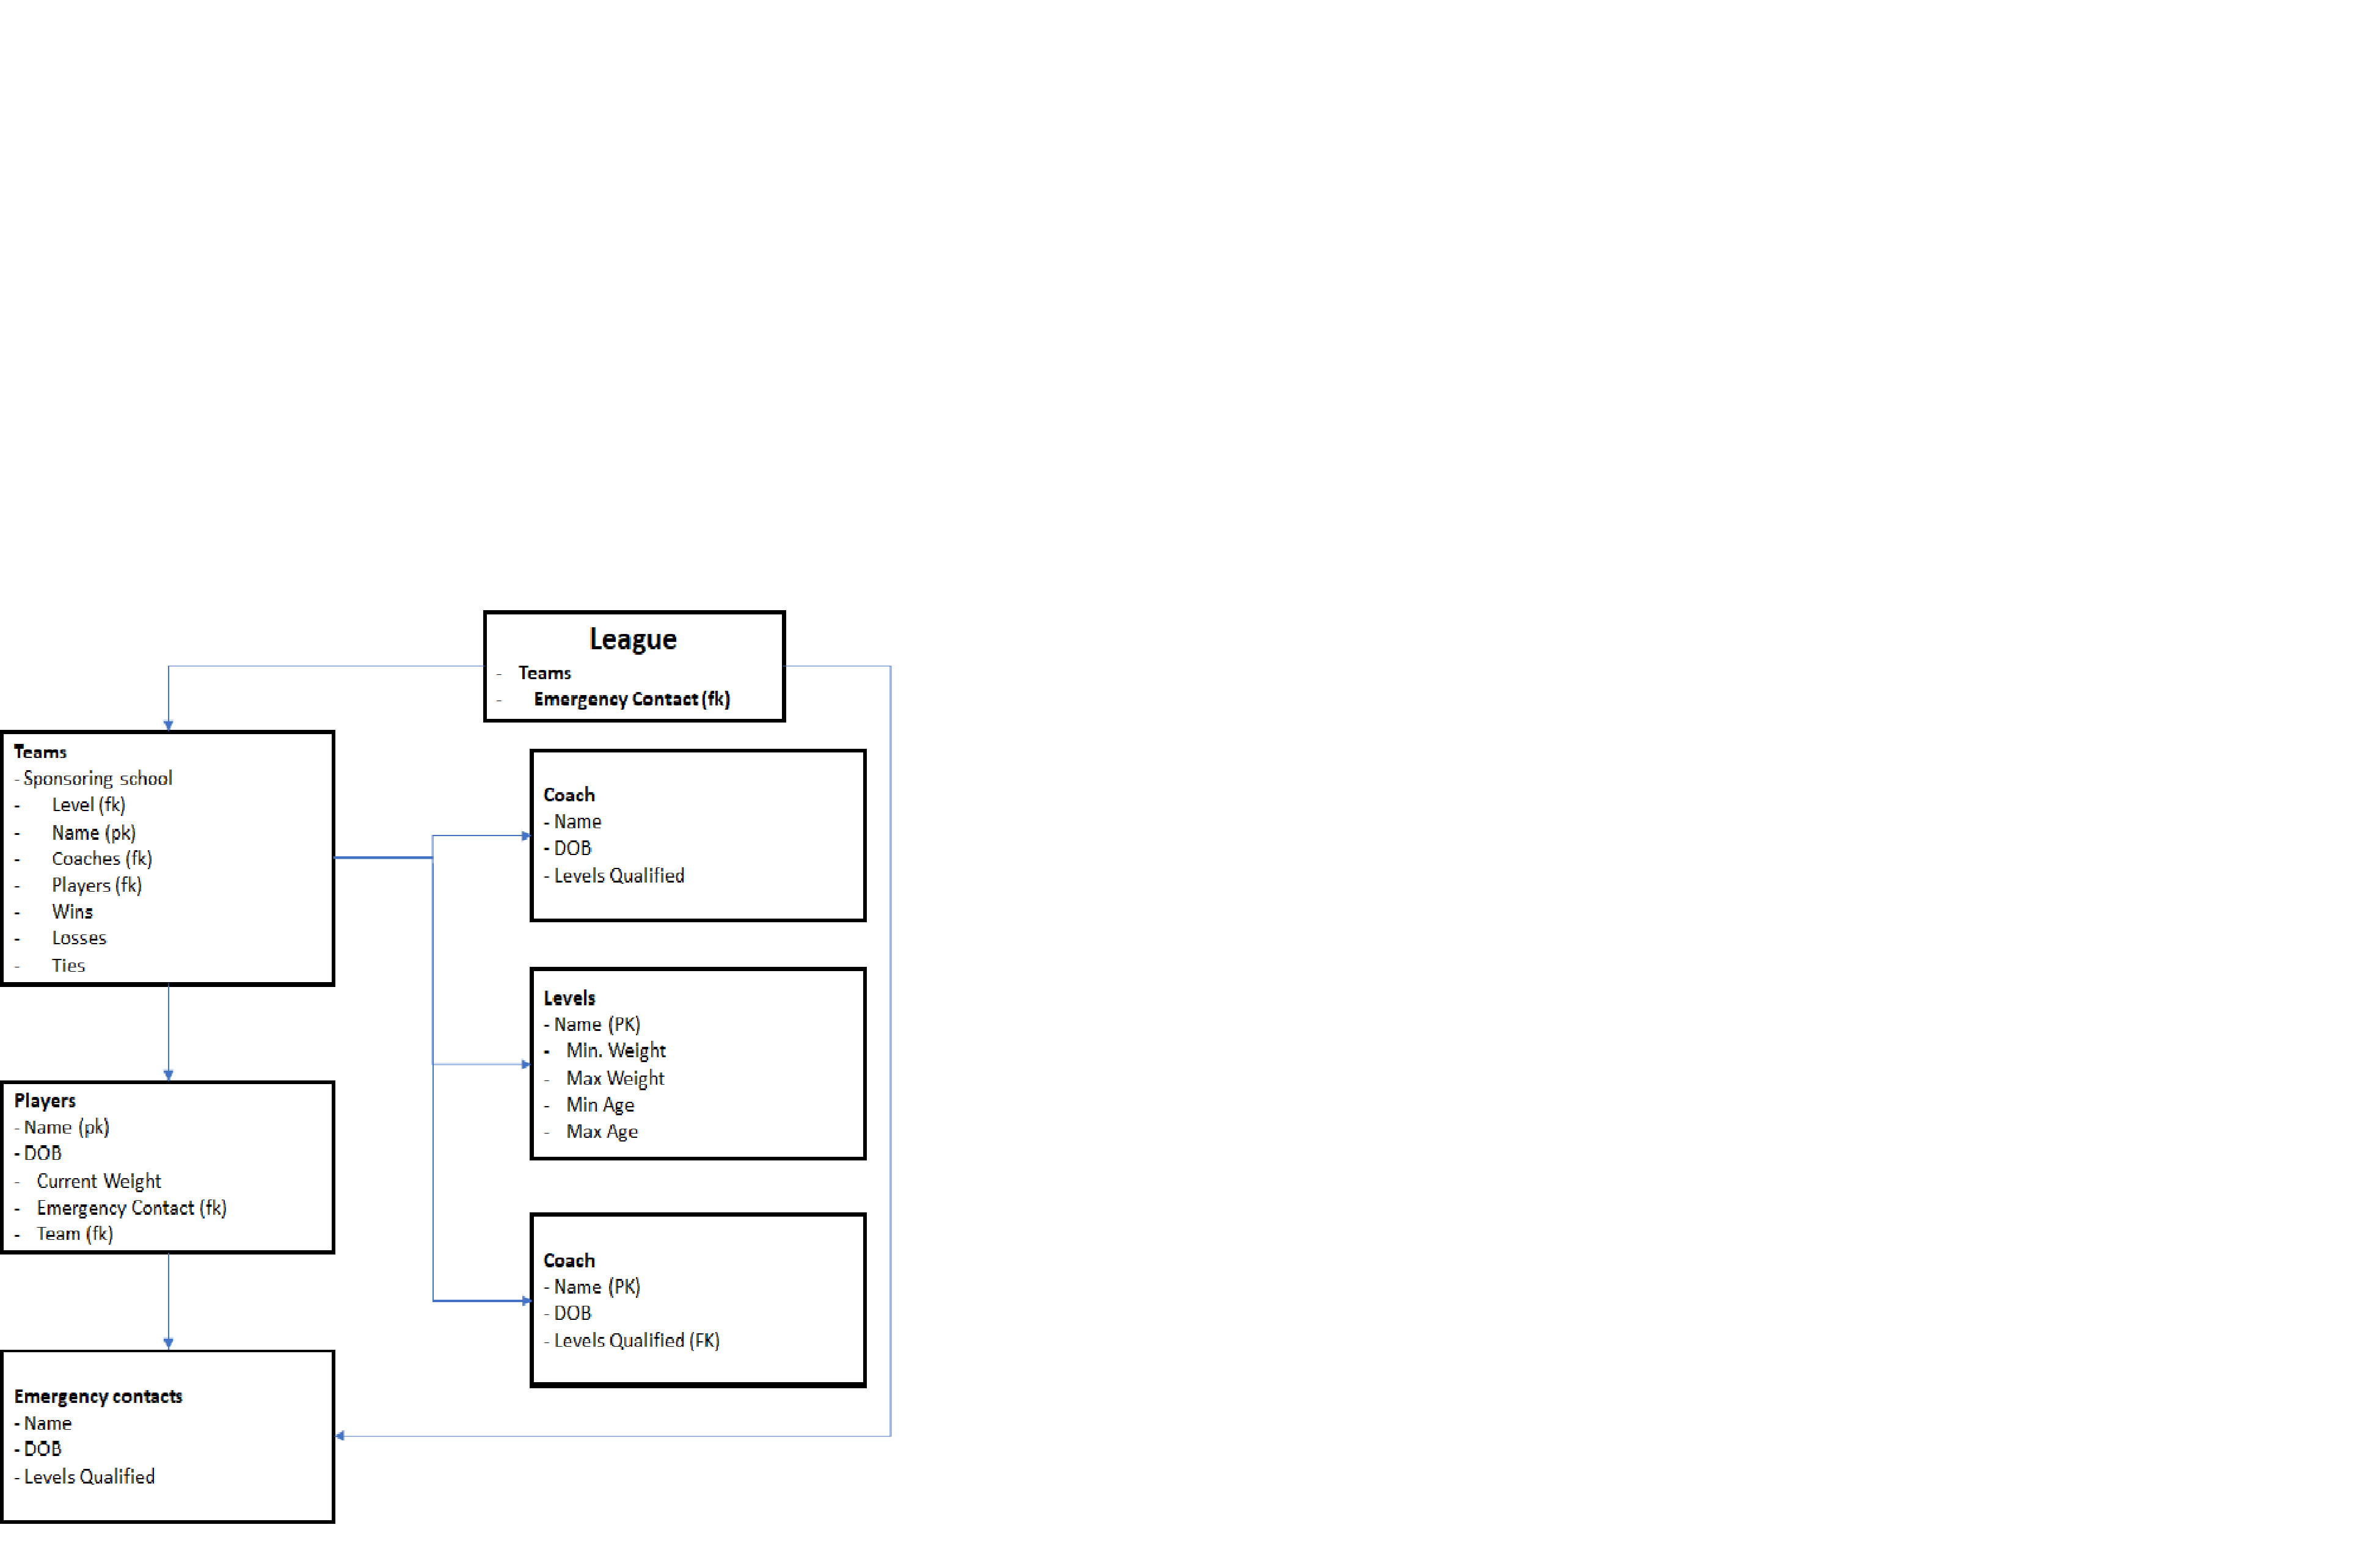 League
- Teams
- Emergency Contact (fk)
Teams
- Sponsoring school
- Level (fk)
- Name (pk)
- Coaches (fk)
- Players (fk)
- Wins
- Losses
- Ties
Coach
- Name
- DOB
- Levels Qualified
Levels
- Name (PK)
- Min. Weight
- Max Weight
- Min Age
- Max Age
Players
- Name (pk)
- DOB
- Current Weight
- Emergency Contact (fk)
- Team (fk)
Coach
- Name (PK)
- DOB
- Levels Qualified (FK)
Emergency contacts
- Name
- DOB
- Levels Qualified